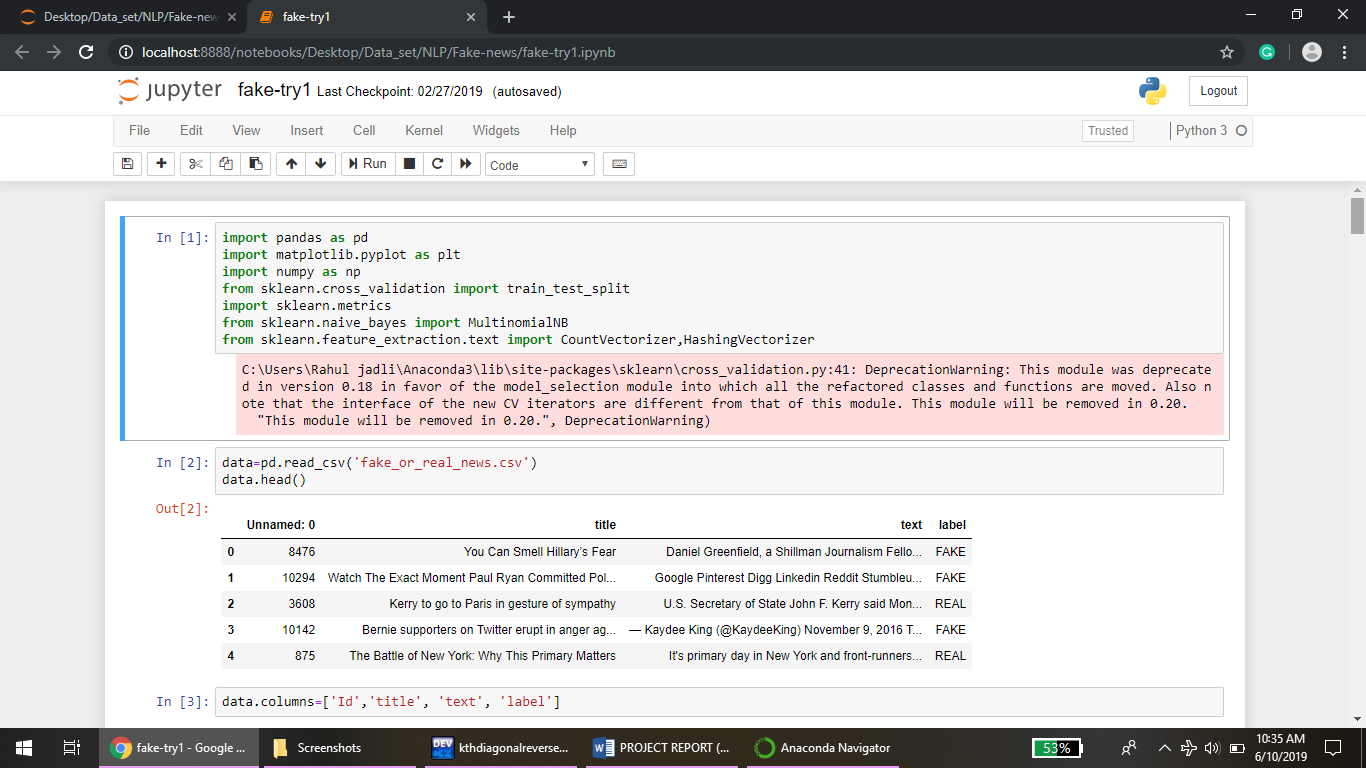 Desktop/Data_set/NLP/Fake-new
fake-try1
localhost:8888/notebooks/Desktop/Data_set/NLP/Fake-news/fake-try1.ipynb
jupyter fake-try1 Last Checkpoint: 02/27/2019 (autosaved)
Logout
File Edit View Insert Cell Kernel Widgets Help
Trusted
Python 3
Run
Code
In [1]:
import pandas as pd
import matplotlib.pyplot as plt
import numpy as np
from sklearn.cross_validation import train_test_split
import sklearn.metrics
from sklearn.naive_bayes import MultinomialNB
from sklearn.feature_extraction.text import CountVectorizer,HashingVectorizer
C:\Users\Rahul jadli\Anaconda3\lib\site-packages\sklearn\cross_validation.py:41: DeprecationWarning: This module was deprecate
d in version 0.18 in favor of the model_selection module into which all the refactored classes and functions are moved. Also n
ote that the interface of the new CV iterators are different from that of this module. This module will be removed in 0.20.
"This module will be removed in 0.20.", DeprecationWarning)
In [2]:
data=pd.read_csv('fake_or_real_news.csv')
data.head()
Out[2]:
Unnamed: 0 title text label
0 8476 You Can Smell Hillary's Fear Daniel Greenfield, a Shillman Journalism Fello... FAKE
1 10294 Watch The Exact Moment Paul Ryan Committed Pol... Google Pinterest Digg Linkedin Reddit Stumbleu... FAKE
2 3608 Kerry to go to Paris in gesture of sympathy U.S. Secretary of State John F. Kerry said Mon... REAL
3 10142 Bernie supporters on Twitter erupt in anger ag... — Kaydee King (@KaydeeKing) November 9, 2016 T... FAKE
4 875 The Battle of New York: Why This Primary Matters It's primary day in New York and front-runners... REAL
In [3]:
data.columns=['Id','title', 'text', 'label']
fake-try1 - Google ...
Screenshots
DEV
kthdiagonalreverse...
PROJECT REPORT (...
Anaconda Navigator
53%
10:35 AM
6/10/2019